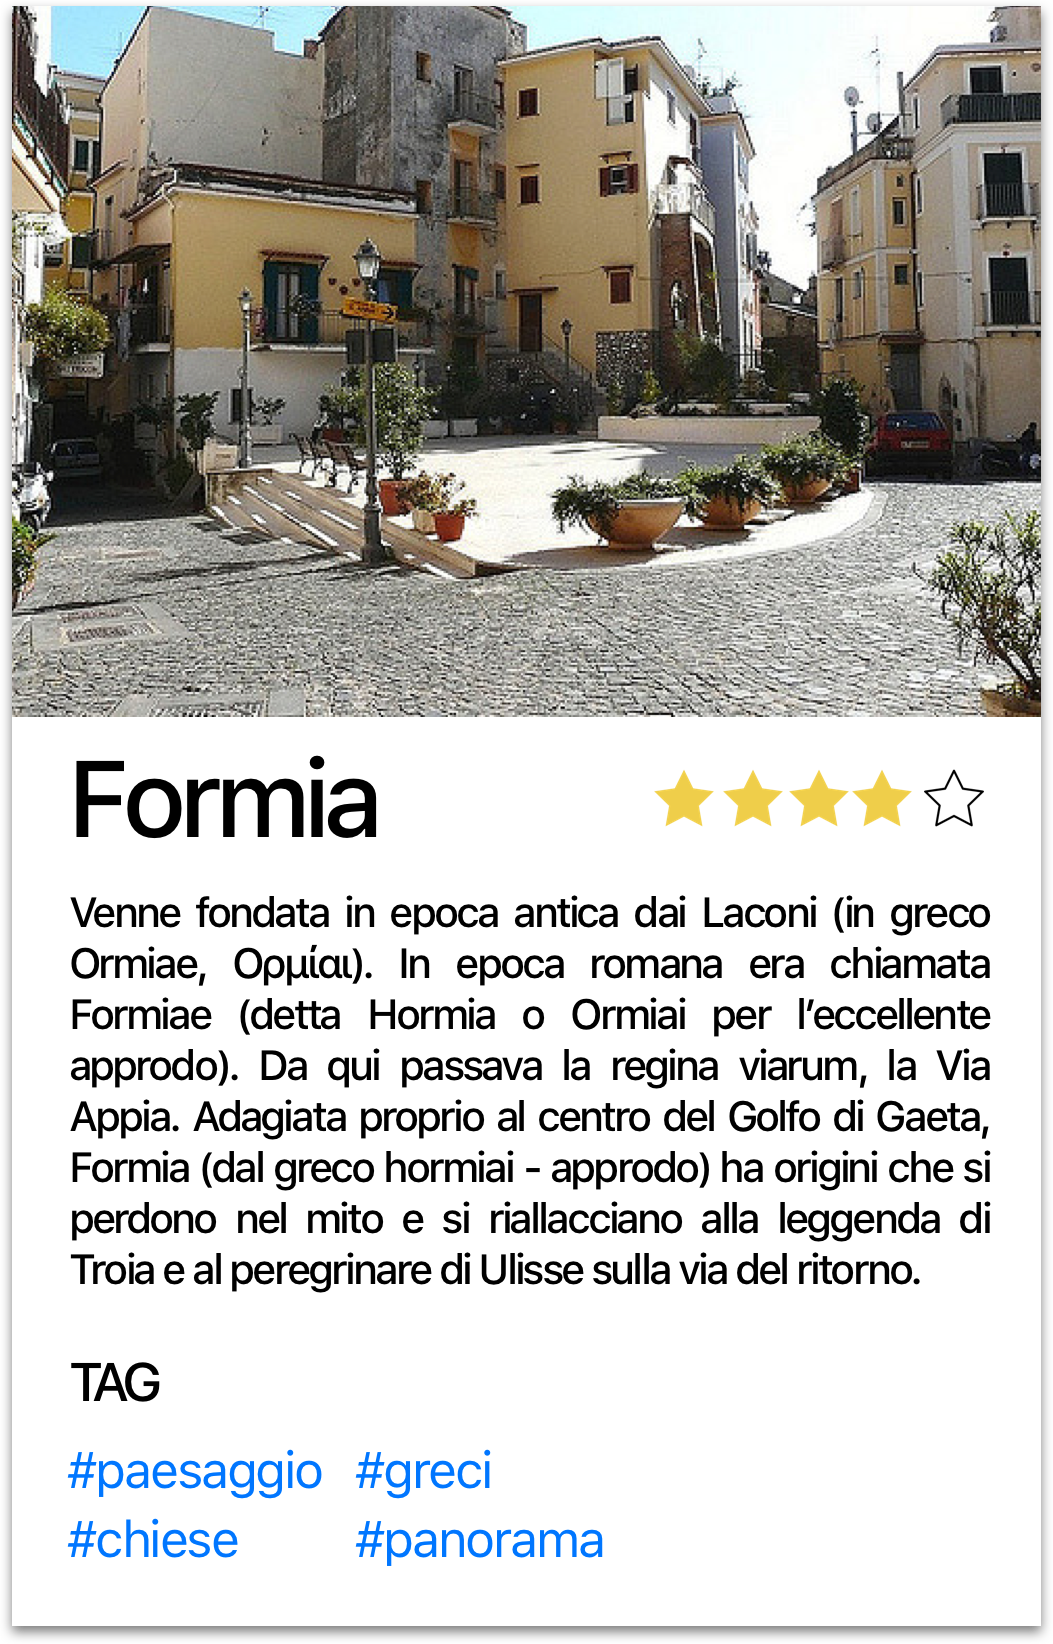 Formia
Venne fondata in epoca antica dai Laconi (in greco
Ormiae, Ορμίαι). In epoca romana era chiamata
Formiae (detta Hormia o Ormiai per l’eccellente
approdo). Da qui passava la regina viarum, la Via
Appia. Adagiata proprio al centro del Golfo di Gaeta,
Formia (dal greco hormiai - approdo) ha origini che si
perdono nel mito e si riallacciano alla leggenda di
Troia e al peregrinare di Ulisse sulla via del ritorno.
TAG
#paesaggio #greci
#chiese #panorama